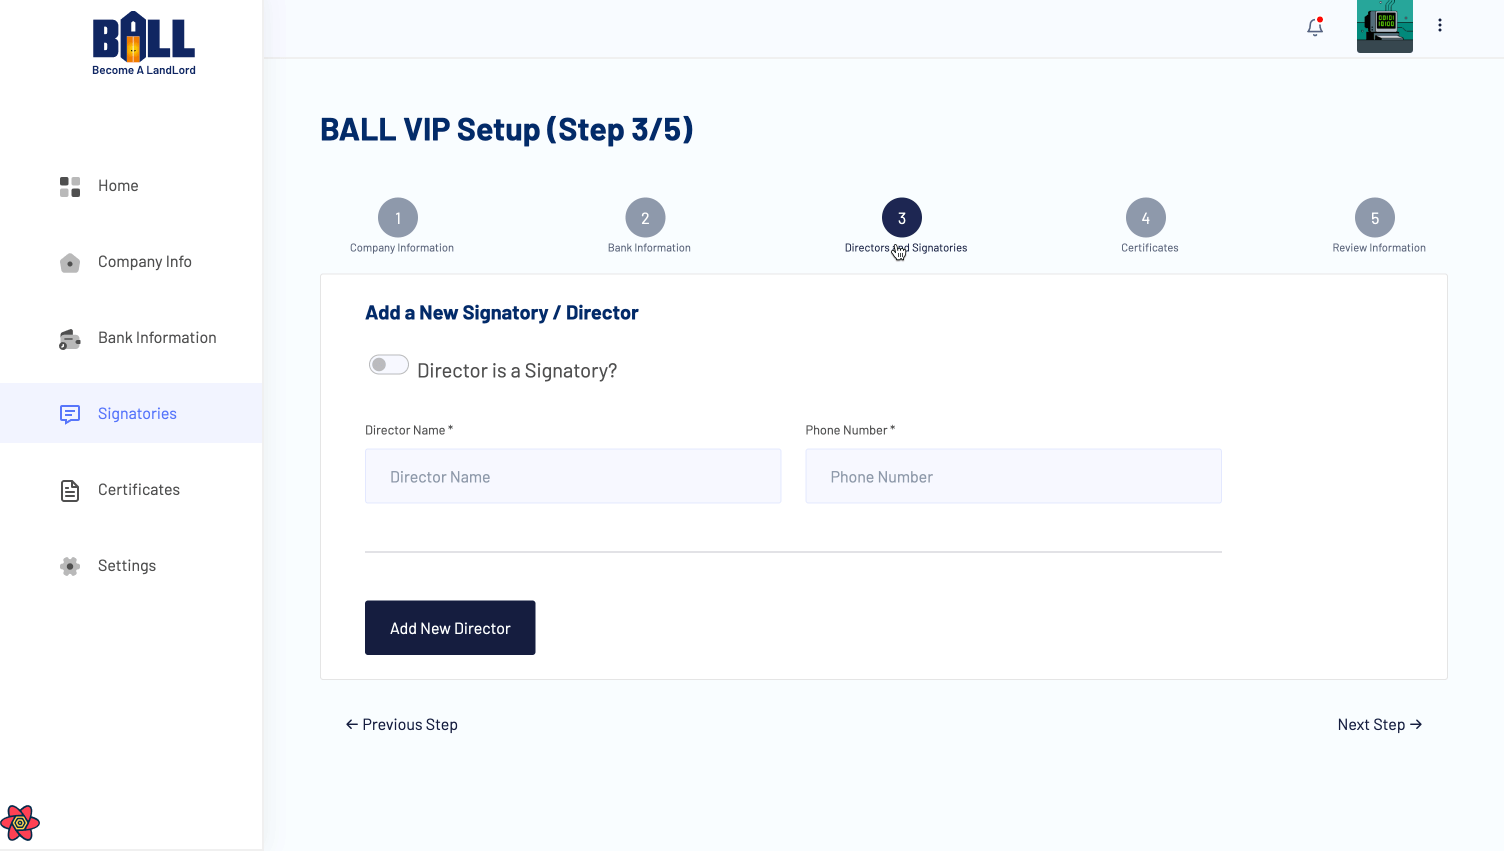 BALL
Become A LandLord
Home
Company Info
Bank Information
Signatories
Certificates
Settings
BALL VIP Setup (Step 3/5)
1
Company Information
2
Bank Information
3
Directors and Signatories
4
Certificates
5
Review Information
Add a New Signatory / Director
Director is a Signatory?
Director Name *
Phone Number *
Director Name
Phone Number
Add New Director
← Previous Step
Next Step →